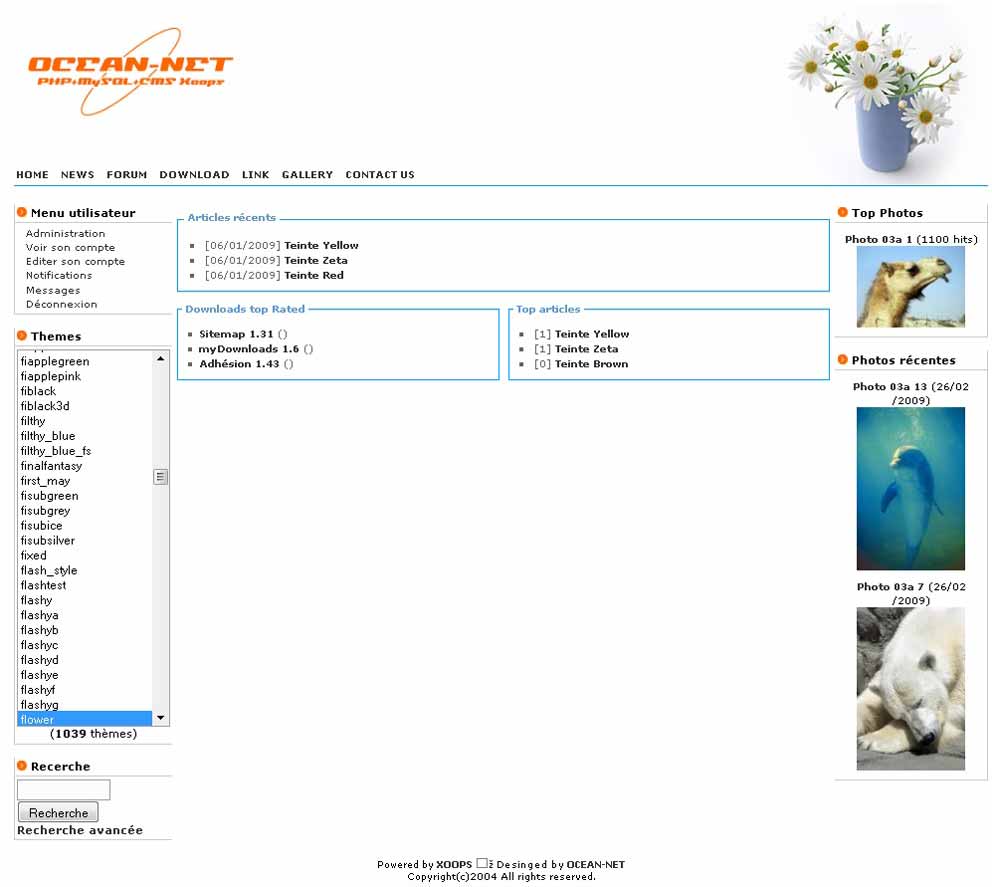 OCEAN-NET
PHP+MySQL+CMS Xoops
HOME NEWS FORUM DOWNLOAD LINK GALLERY CONTACT US
Menu utilisateur
Administration
Voir son compte
Editer son compte
Notifications
Messages
Déconnexion
Themes
fiapplegreen
fiapplepink
fiblack
fiblack3d
filthy
filthy_blue
filthy_blue_fs
finalfantasy
first_may
fisubgreen
fisubgrey
fisubice
fisubsilver
fixed
flash_style
flashtest
flashy
flashya
flashyb
flashyc
flashyd
flashye
flashyf
flashyg
flower
(1039 thèmes)
Recerche
Recherche
Recherche avancée
Articles récents
[06/01/2009] Teinte Yellow
[06/01/2009] Teinte Zeta
[06/01/2009] Teinte Red
Downloads top Rated
Sitemap 1.31 ()
myDownloads 1.6 ()
Adhésion 1.43 ()
Top articles
[1] Teinte Yellow
[1] Teinte Zeta
[0] Teinte Brown
Top Photos
Photo 03a 1 (1100 hits)
Photos récentes
Photo 03a 13 (26/02
/2009)
Photo 03a 7 (26/02
/2009)
Powered by XOOPS □ž Desinged by OCEAN-NET
Copyright(c)2004 All rights reserved.